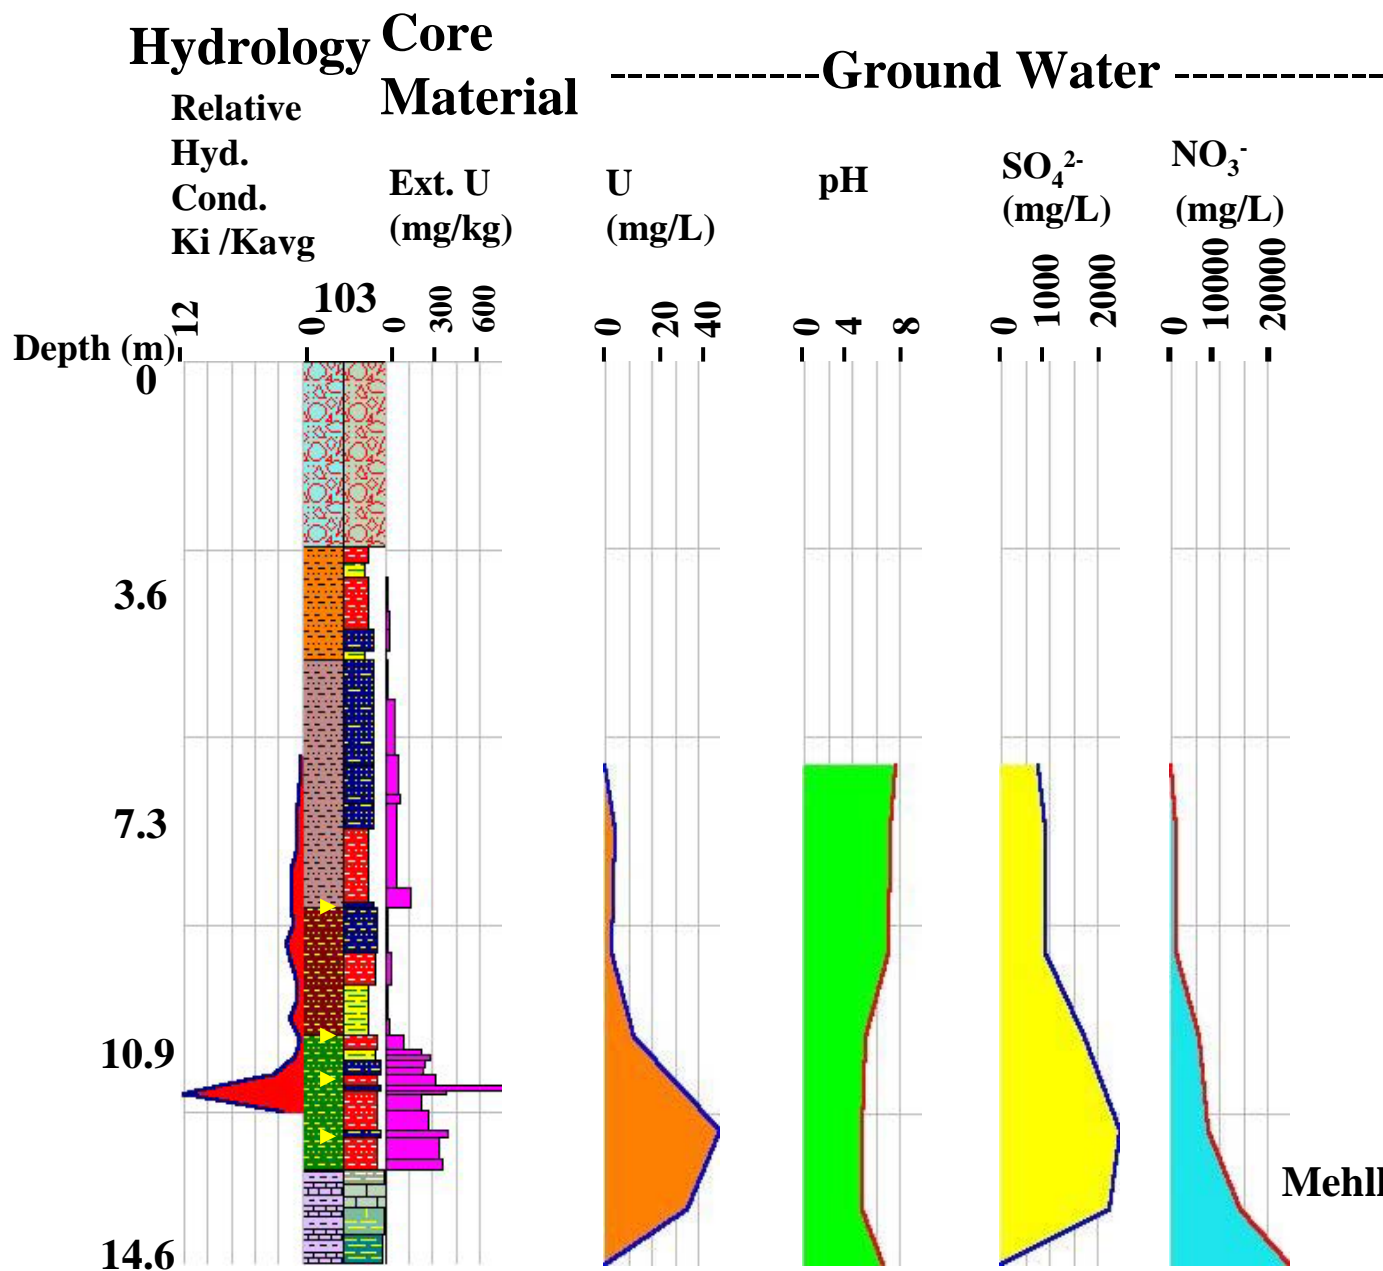 Hydrology
Core
Material
------------Ground Water ------------
Relative
Hyd.
Cond.
Ki /Kavg
Ext. U
(mg/kg)
U
(mg/L)
pH
SO₄²⁻
(mg/L)
NO₃⁻
(mg/L)
12
0
103
0
300
600
0
20
40
0
4
8
0
1000
2000
0
10000
20000
Depth (m)
0
3.6
7.3
10.9
14.6